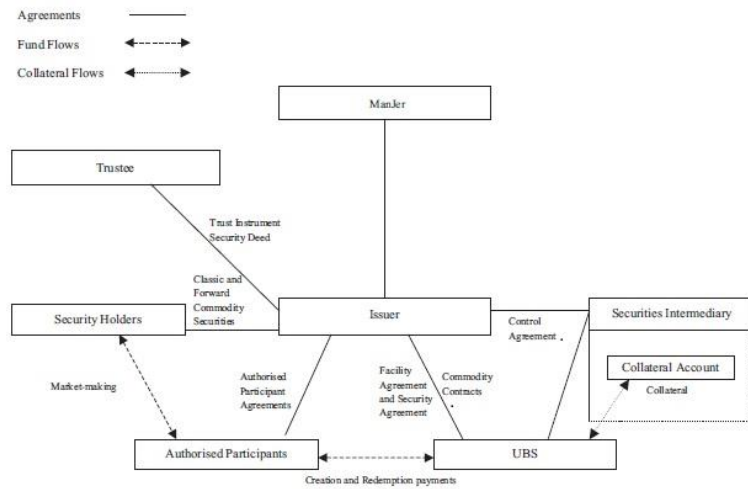 Agreements
Fund Flows
Collateral Flows
ManJer
Trustee
Trust Instrument
Security Deed
Classic and
Forward
Commodity
Securities
Security Holders
Issuer
Control
Agreement .
Securities Intermediary
Collateral Account
Collateral
Market-making
Authorised
Participant
Agreements
Facility
Agreement
and Security
Agreement
Commodity
Contracts
.
Authorised Participants
UBS
Creation and Redemption payments